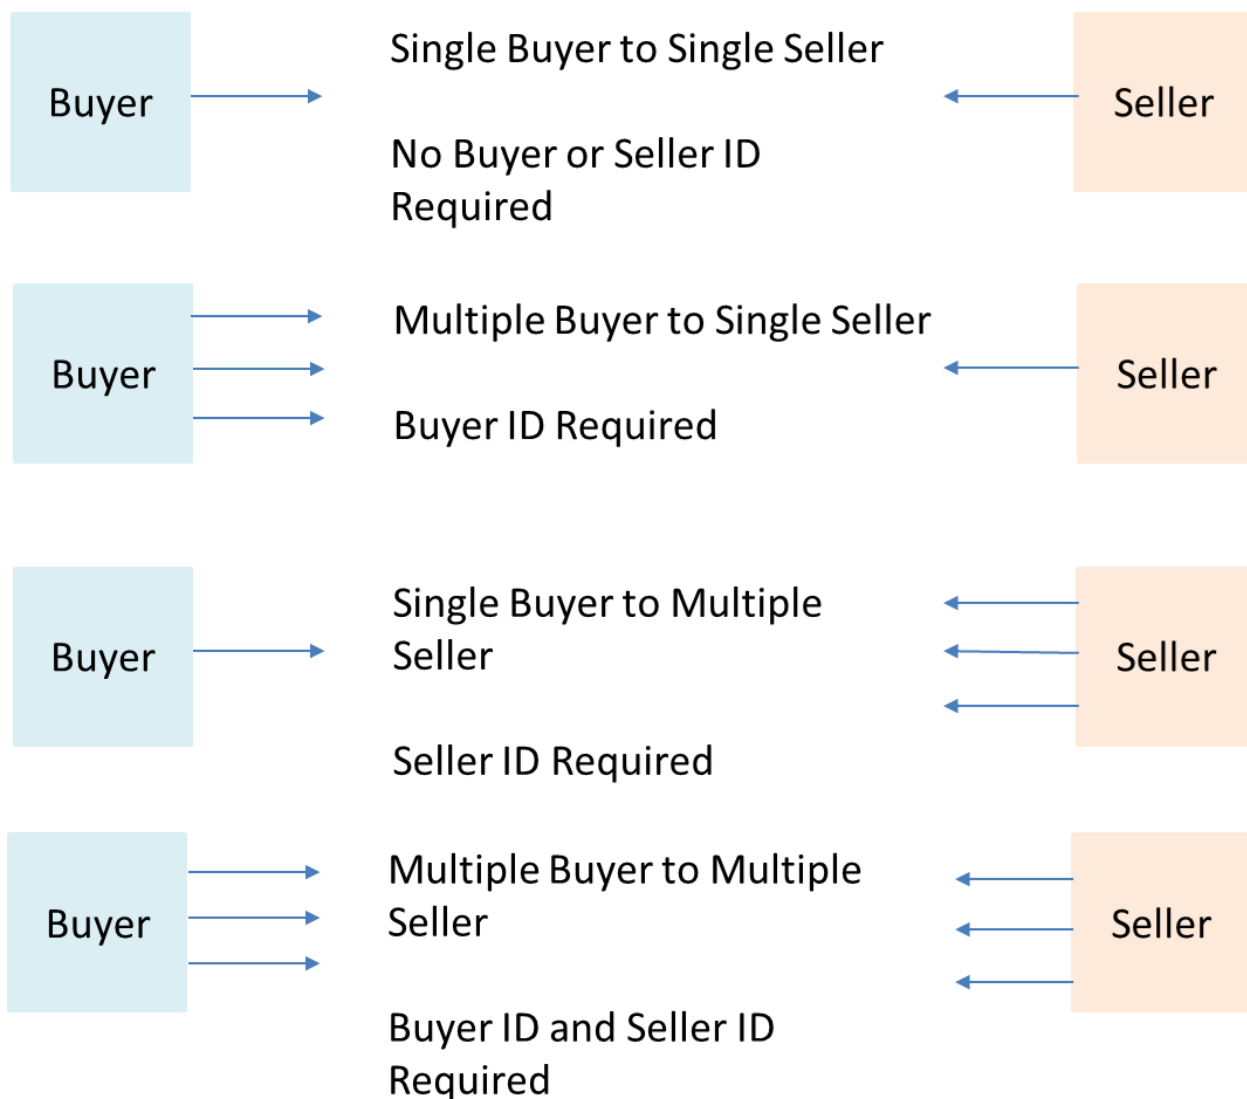 Buyer
Single Buyer to Single Seller
No Buyer or Seller ID
Required
Seller
Buyer
Multiple Buyer to Single Seller
Buyer ID Required
Seller
Buyer
Single Buyer to Multiple
Seller
Seller ID Required
Seller
Buyer
Multiple Buyer to Multiple
Seller
Buyer ID and Seller ID
Required
Seller